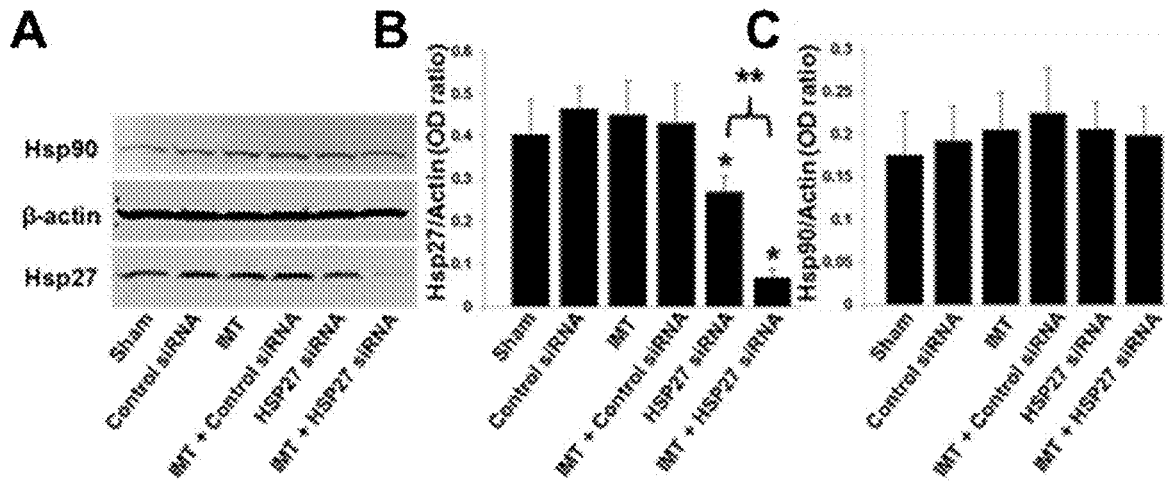 A
Hsp90
β-actin
Hsp27
Sham
Control siRNA
IMT
IMT + Control siRNA
HSP27 siRNA
IMT + HSP27 siRNA
B
Hsp27/Actin (OD ratio)
0.6
0.5
0.4
0.3
0.2
0.1
0
*
**
*
Sham
Control siRNA
IMT
IMT + Control siRNA
HSP27 siRNA
IMT + HSP27 siRNA
C
Hsp90/Actin (OD ratio)
0.3
0.25
0.2
0.15
0.1
0.05
0
Sham
Control siRNA
IMT
IMT + Control siRNA
HSP27 siRNA
IMT + HSP27 siRNA